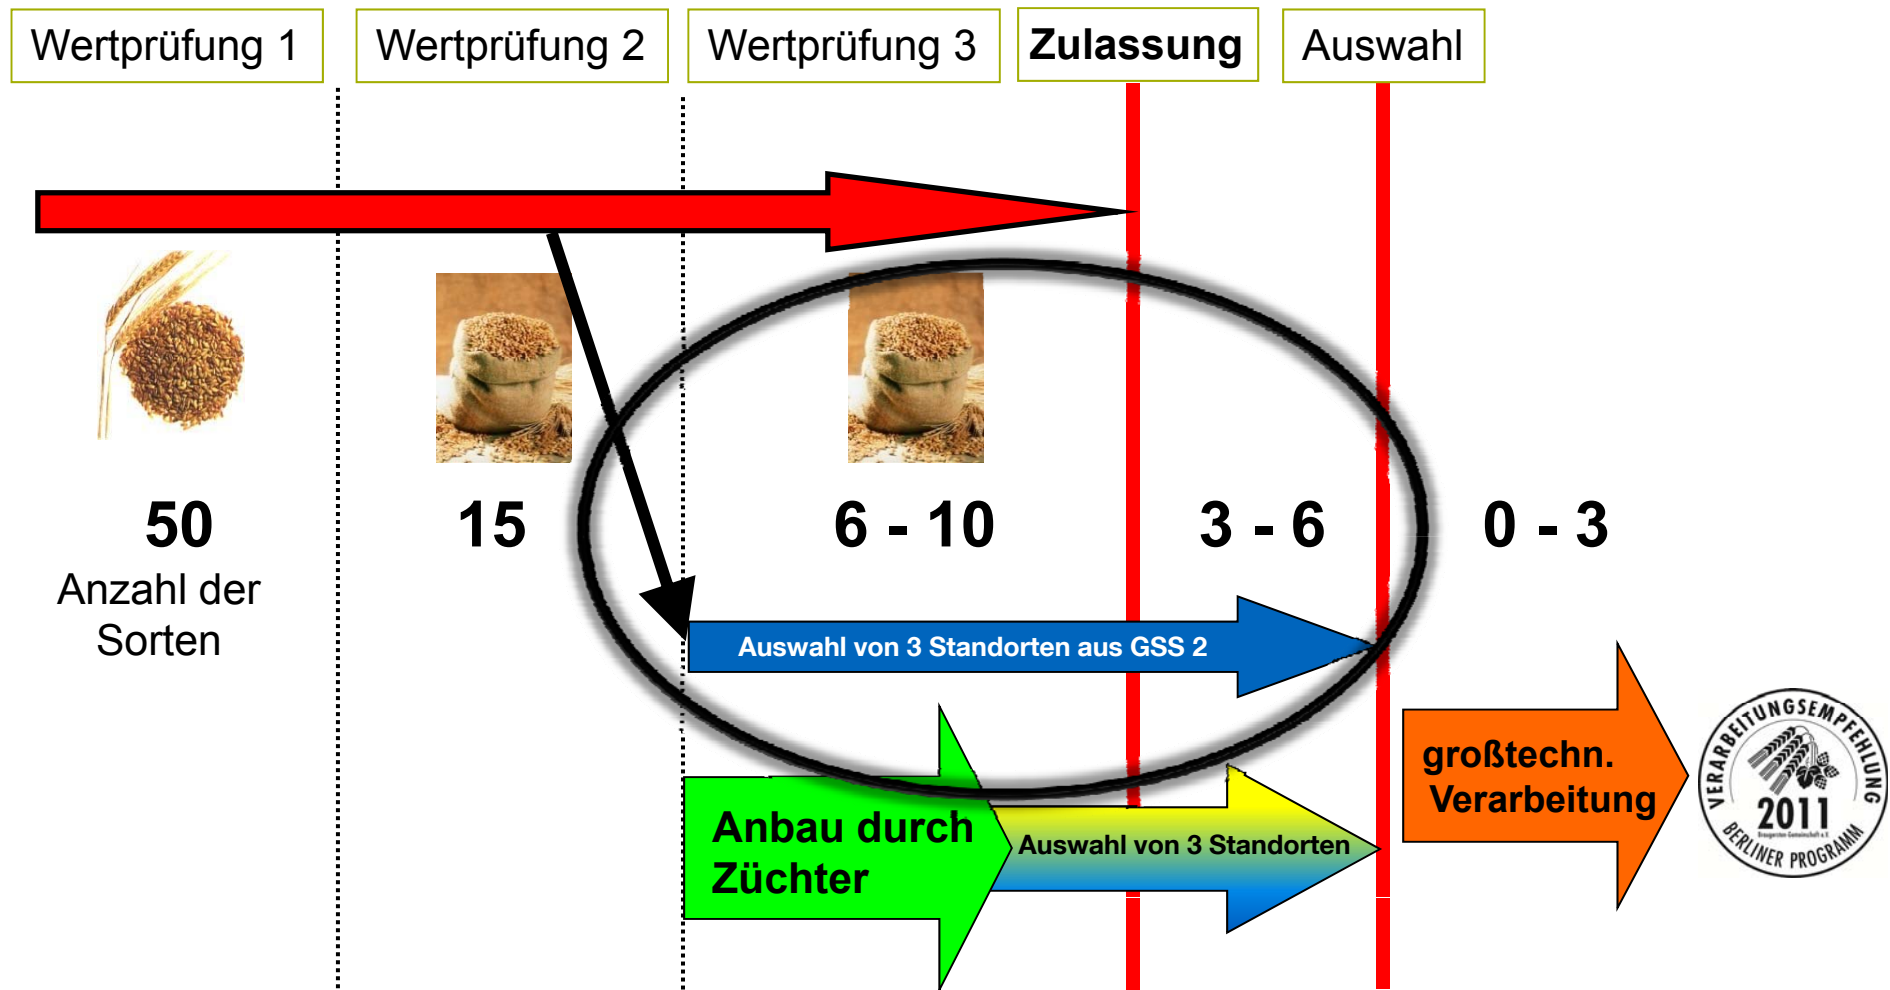 Wertprüfung 1
Wertprüfung 2
Wertprüfung 3
Zulassung
Auswahl
50
15
6 - 10
3 - 6
0 - 3
Anzahl der
Sorten
Auswahl von 3 Standorten aus GSS 2
Anbau durch
Züchter
Auswahl von 3 Standorten
großtechn.
Verarbeitung
VERARBEITUNGSEMPFEHLUNG
2011
Braugersten-Gemeinschaft e.V.
BERLINER PROGRAMM